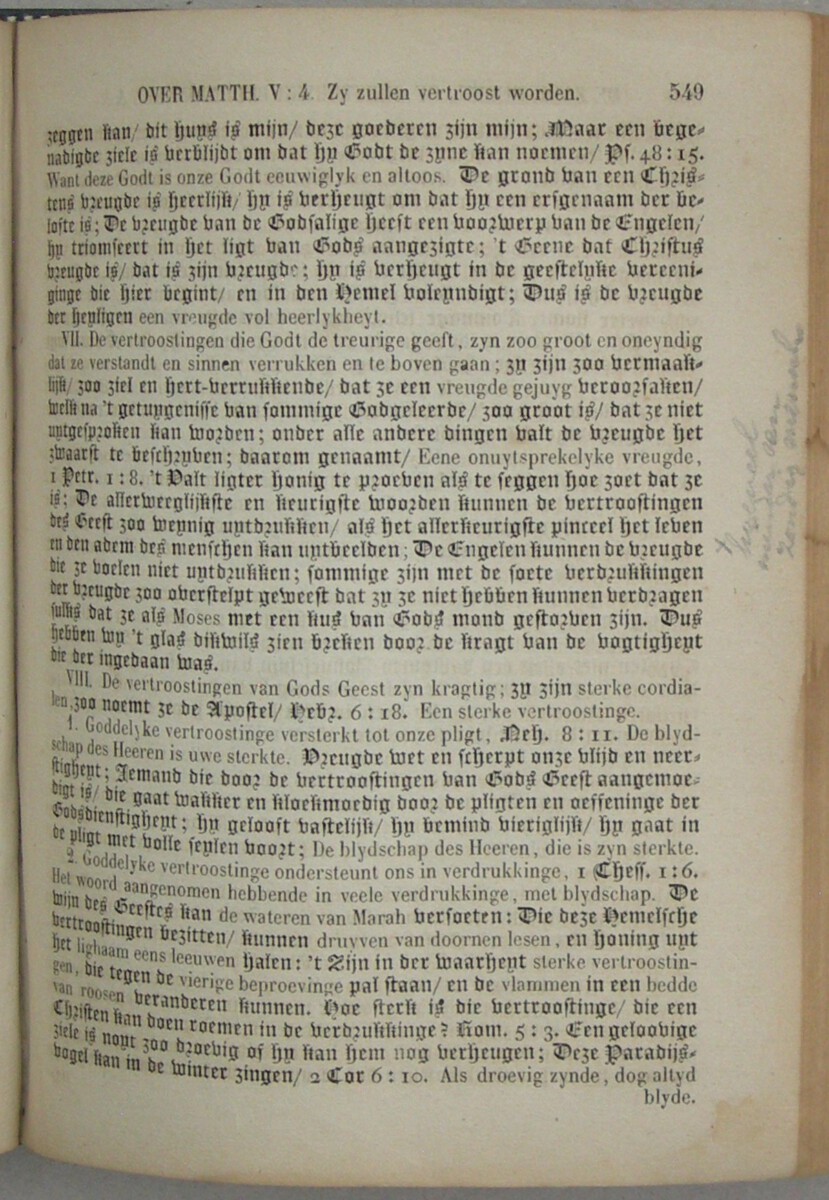 OVER MATTH. V : 4. Zy zullen vertroost worden. 549
zeggen kan/ dit huys is mijn/ deze goederen zijn mijn; Maar een bege-
nadigde ziele is verblijdt om dat hy Godt de zyne kan noemen/ Ps. 48 : 15.
Want deze Godt is onze Godt eeuwiglyk en altoos. De grond van een Chris-
tens vreugde is heerlijk/ hy is verheugt om dat hy een erfgenaam der be-
lofte is; De vreugde van de Godsalige heeft een voorwerp van de Engelen/
hy triomfeert in het ligt van Gods aangezigte; 't Geene dat Christus
vreugde is/ dat is zijn vreugde; hy is verheugt in de geestelyke vereeni-
ginge die hier begint/ en in den Hemel voleyndigt; Dus is de vreugde
der heyligen een vreugde vol heerlykheyt.
VII. De vertroostingen die Godt de treurige geeft, zyn zoo groot en oneyndig
dat ze verstandt en sinnen verrukken en te boven gaan; zy zijn zoo vermaak-
lijk/ zoo ziel en hert-verrukkende/ dat ze een vreugde gejuyg veroorsaken/
welk na 't getuygenisse van sommige Godgeleerde/ zoo groot is/ dat ze niet
uytgesproken kan worden; onder alle andere dingen valt de vreugde het
zwaarst te beschryven; daarom genaamt/ Eene onuytsprekelyke vreugde,
1 Petr. 1 : 8. 't Valt ligter honig te proeven als te seggen hoe zoet dat ze
is; De allerweeglijkste en keurigste woorden kunnen de vertroostingen
des Geest zoo weynig uytdrukken/ als het allerkeurigste pinceel het leven
en den adem des menschen kan uytbeelden; De Engelen kunnen de vreugde
die ze voelen niet uytdrukken; sommige zijn met de soete verdrukkingen
der vreugde zoo overstelpt geweest dat zy ze niet hebben kunnen verdragen
sulks dat ze als Moses met een kus van Gods mond gestorven zijn. Dus
hebben wy 't glas dikwils zien breken door de kragt van de vogtigheyt
die der ingedaan was.
VIII. De vertroostingen van Gods Geest zyn kragtig; zy zijn sterke cordia-
len, zoo noemt ze de Apostel/ Hebr. 6 : 18. Een sterke vertroostinge.
1. Goddelyke vertroostinge versterkt tot onze pligt, Neh. 8 : 11. De blyd-
schap des Heeren is uwe sterkte. Vreugde wet en scherpt onze vlijd en neer-
stigheyt; Jemand die door de vertroostingen van Gods Geest aangemoe-
digt is/ die gaat wakker en kloekmoedig door de pligten en oeffeninge der
Godsdienstigheyt; hy gelooft vastelijk/ hy bemind vieriglijk/ hy gaat in
de pligt met volle seylen voort; De blydschap des Heeren, die is zyn sterkte.
2. Goddelyke vertroostinge ondersteunt ons in verdrukkinge, 1 Thess. 1 : 6.
Het woord aangenomen hebbende in veele verdrukkinge, met blydschap. De
wijn des Geestes kan de wateren van Marah versoeten: Die deze Hemelsche
vertroostingen bezitten/ kunnen druyven van doornen lesen, en honing uyt
het lighaam eens leeuwen halen: 't Zijn in der waarheyt sterke vertroostin-
gen, die tegen de vierige beproevinge pal staan/ en de vlammen in een bedde
van roosen veranderen kunnen. Hoe sterk is die vertroostinge/ die een
Christen kan doen roemen in de verdrukkinge? Rom. 5 : 3. Een geloovige
ziele is noyt zoo droevig of hy kan hem nog verheugen; Deze Paradijs-
vogel kan in de winter zingen/ 2 Cor 6 : 10. Als droevig zynde, dog altyd
blyde.